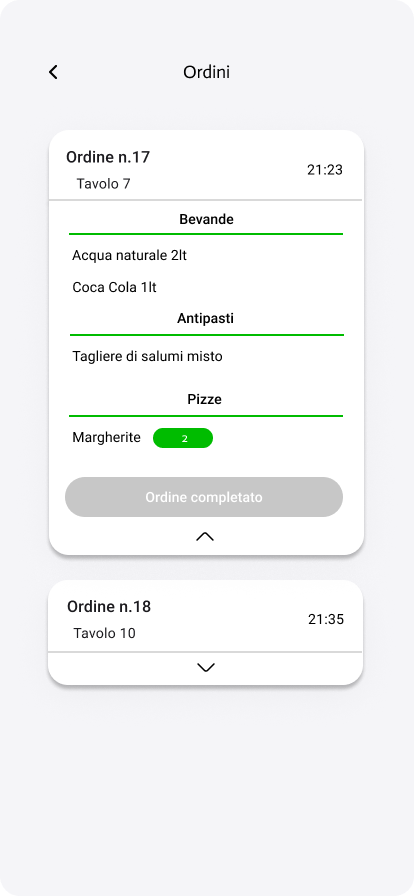 Ordini
Ordine n.17
21:23
Tavolo 7
Bevande
Acqua naturale 2lt
Coca Cola 1lt
Antipasti
Tagliere di salumi misto
Pizze
Margherite 2
Ordine completato
Ordine n.18
21:35
Tavolo 10